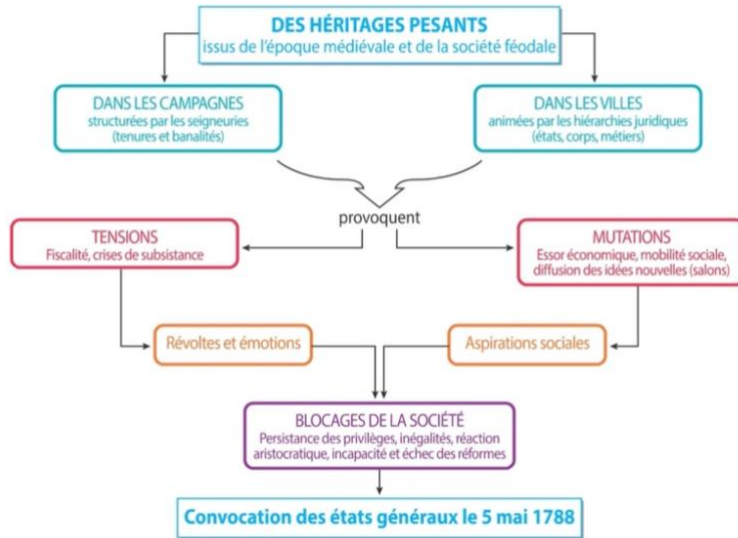 DES HÉRITAGES PESANTS
issus de l'époque médiévale et de la société féodale
DANS LES CAMPAGNES
structurées par les seigneuries
(tenures et banalités)
DANS LES VILLES
animées par les hiérarchies juridiques
(états, corps, métiers)
provoquent
TENSIONS
Fiscalité, crises de subsistance
MUTATIONS
Essor économique, mobilité sociale,
diffusion des idées nouvelles (salons)
Révoltes et émotions
Aspirations sociales
BLOCAGES DE LA SOCIÉTÉ
Persistance des privilèges, inégalités, réaction
aristocratique, incapacité et échec des réformes
Convocation des états généraux le 5 mai 1788